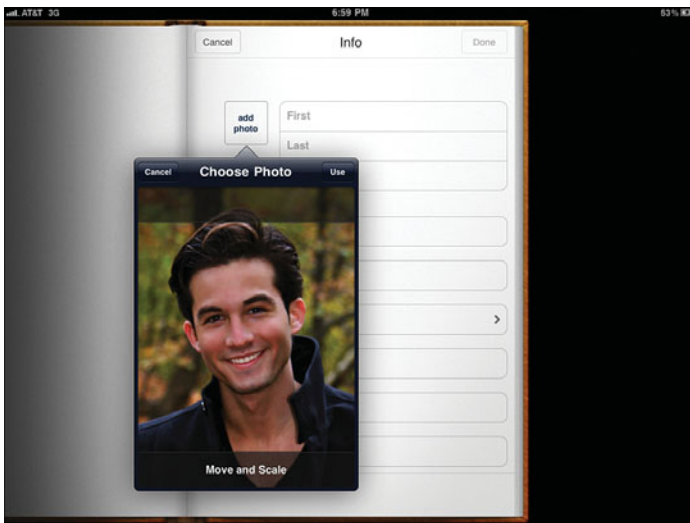 AT&T 3G 6:59 PM 53%
Cancel Info Done
add
photo
First
Last
Cancel Choose Photo Use
Move and Scale